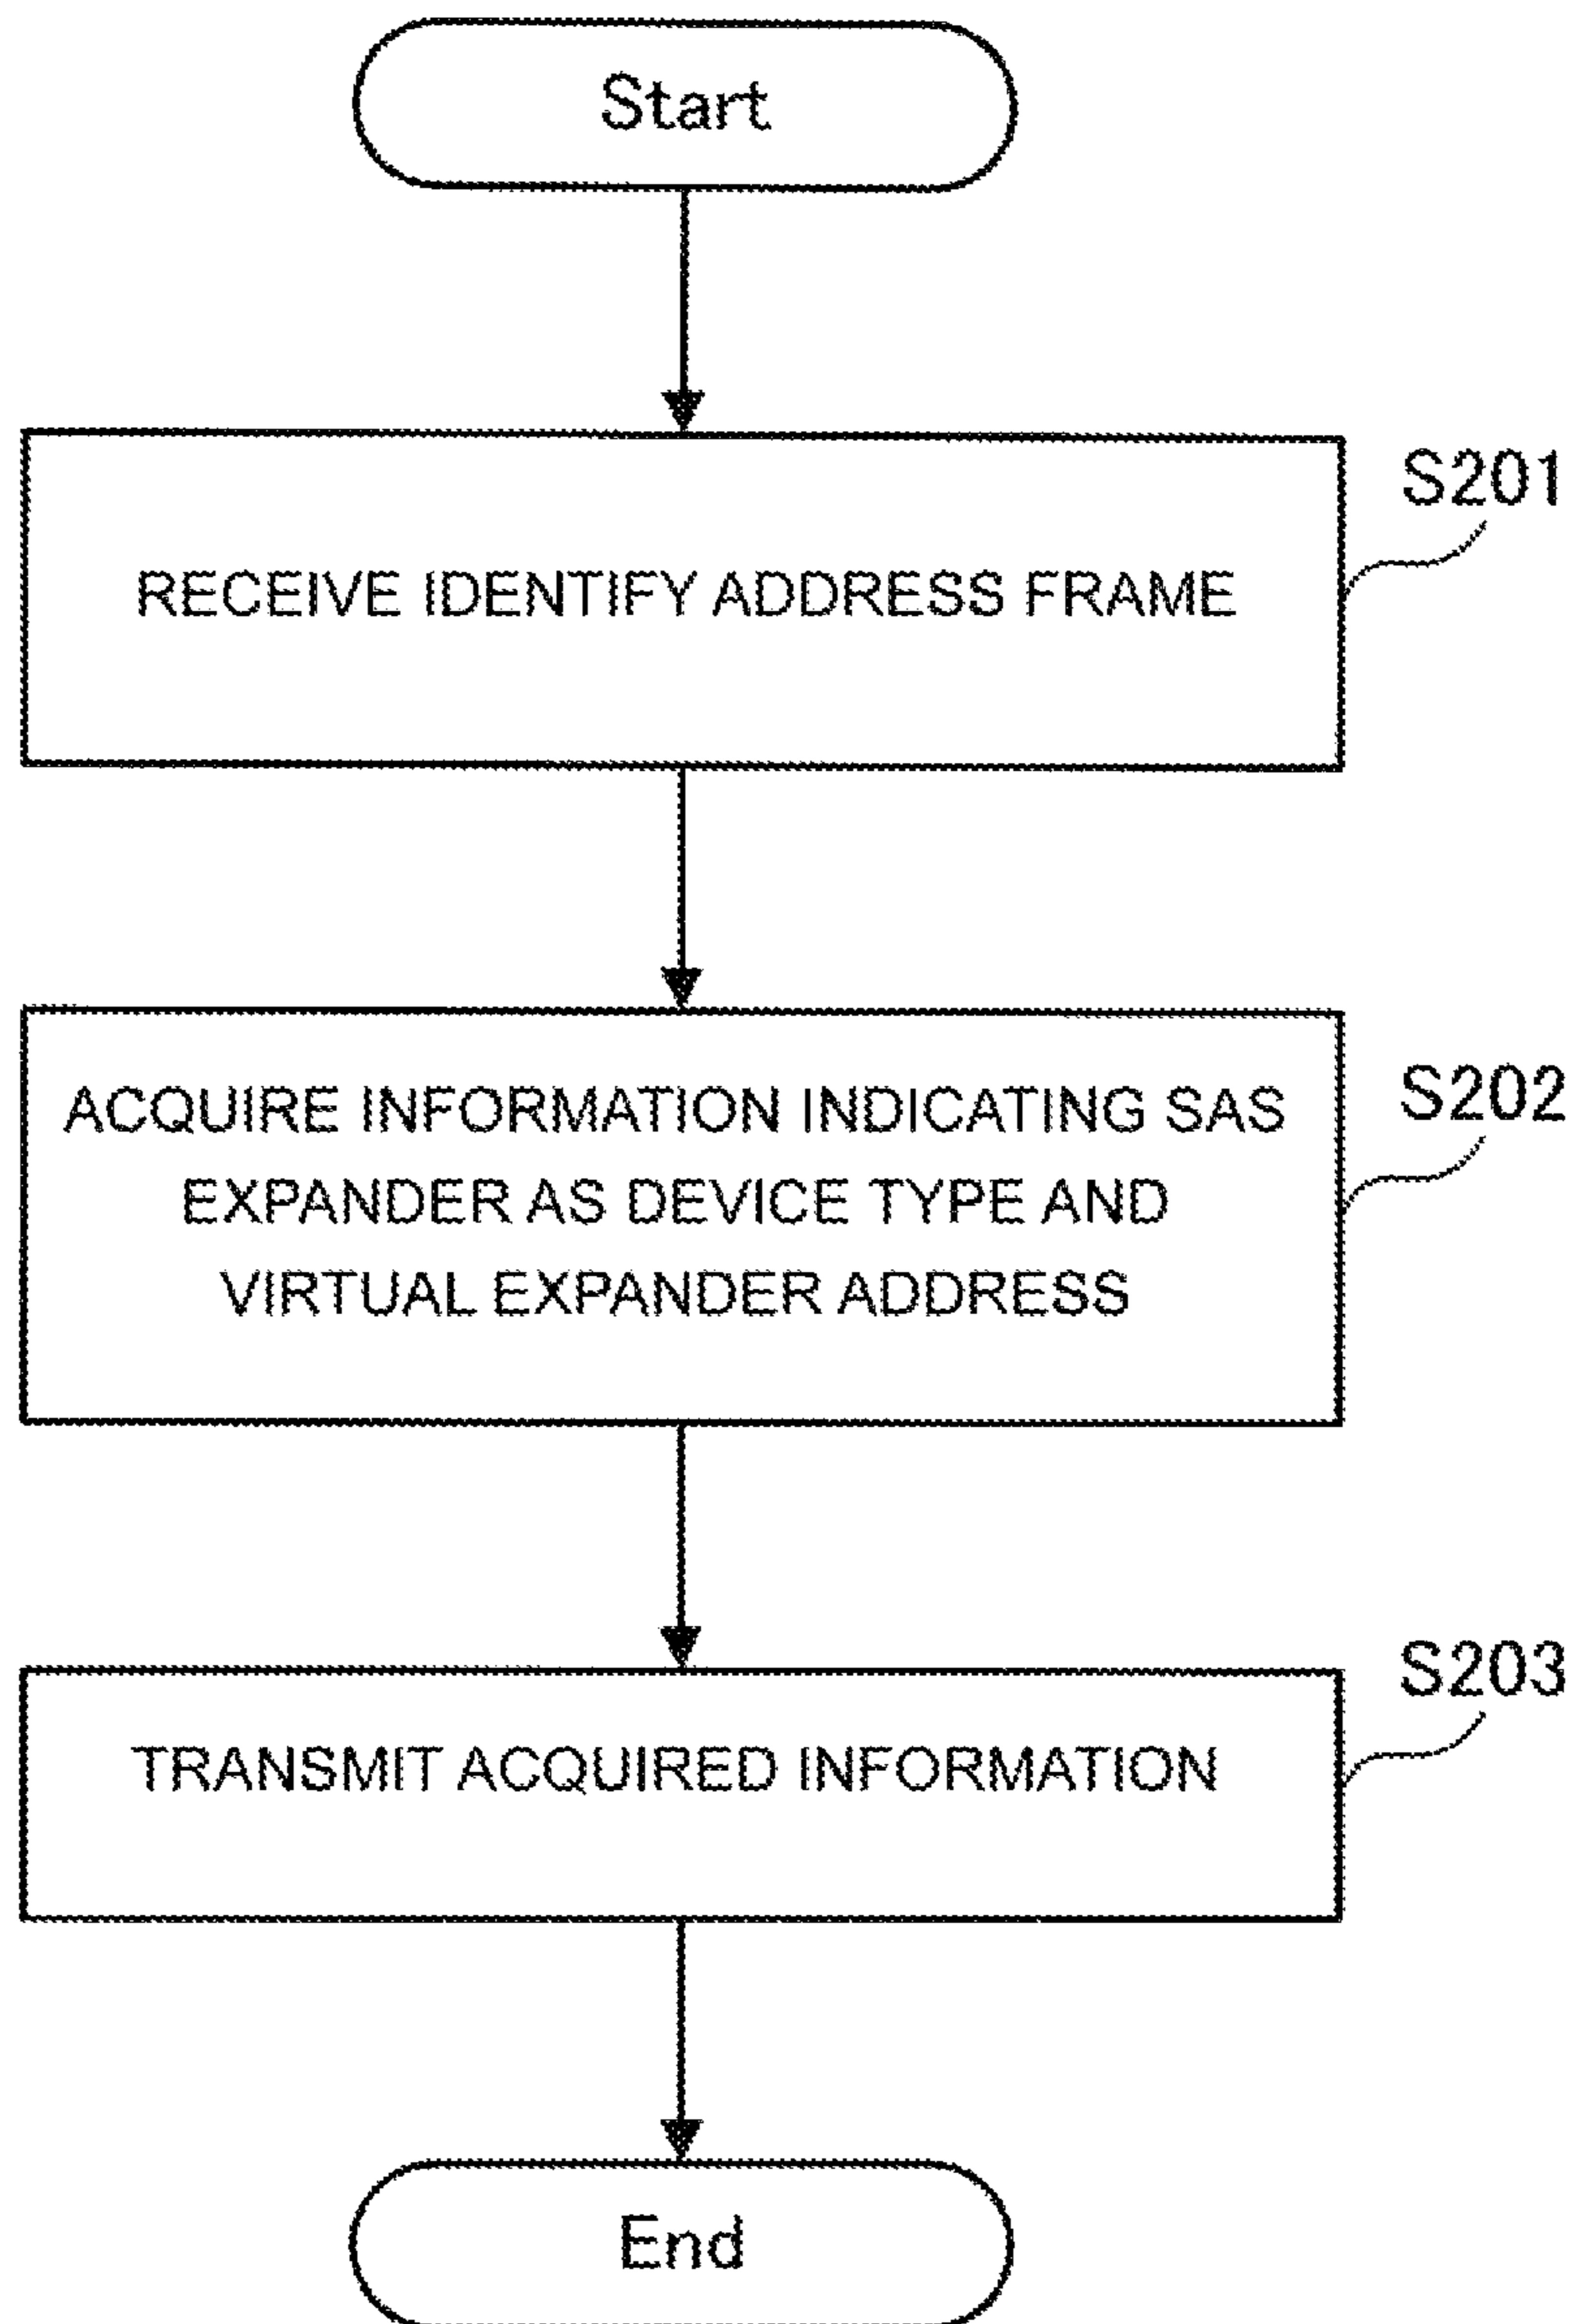 Start
S201
RECEIVE IDENTIFY ADDRESS FRAME
S202
ACQUIRE INFORMATION INDICATING SAS
EXPANDER AS DEVICE TYPE AND
VIRTUAL EXPANDER ADDRESS
S203
TRANSMIT ACQUIRED INFORMATION
End